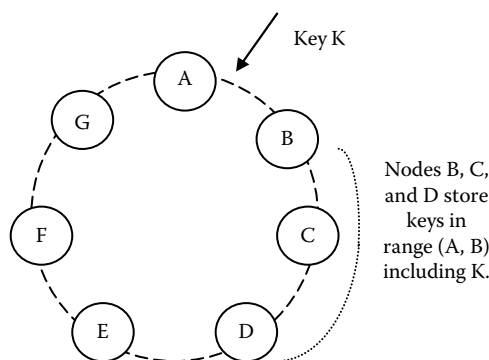 Key K
A
B
G
Nodes B, C,
and D store
keys in
range (A, B)
including K.
C
F
D
E